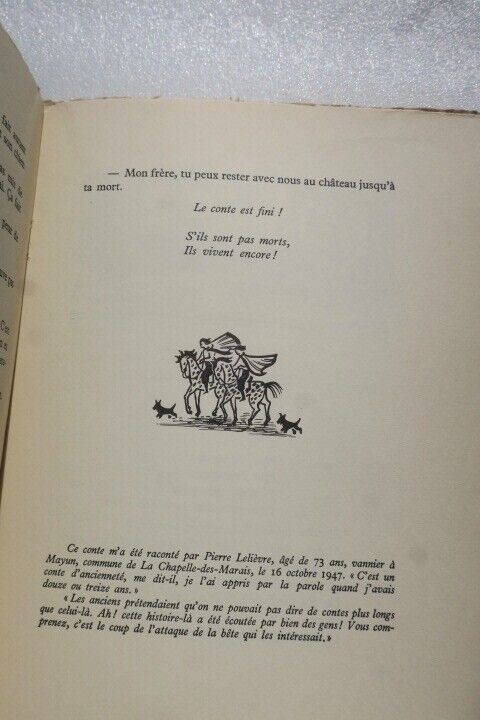 fait
— Mon frère, tu peux rester avec nous au château jusqu'à
ta mort.
Le conte est fini !
S'ils sont pas morts,
Ils vivent encore !
Ce conte m'a été raconté par Pierre Lelièvre, âgé de 73 ans, vannier à
Mayun, commune de La Chapelle-des-Marais, le 16 octobre 1947. « C'est un
conte d'ancienneté, me dit-il, je l'ai appris par la parole quand j'avais
douze ou treize ans. »
« Les anciens prétendaient qu'on ne pouvait pas dire de contes plus longs
que celui-là. Ah! cette histoire-là a été écoutée par bien des gens! Vous com-
prenez, c'est le coup de l'attaque de la bête qui les intéressait. »